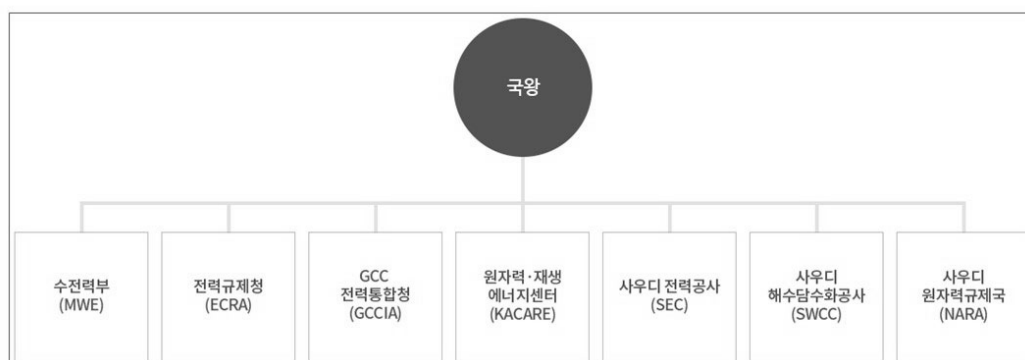 국왕
수전력부
(MWE)
전력규제청
(ECRA)
GCC
전력통합청
(GCCIA)
원자력·재생
에너지센터
(KACARE)
사우디 전력공사
(SEC)
사우디
해수담수화공사
(SWCC)
사우디
원자력규제국
(NARA)